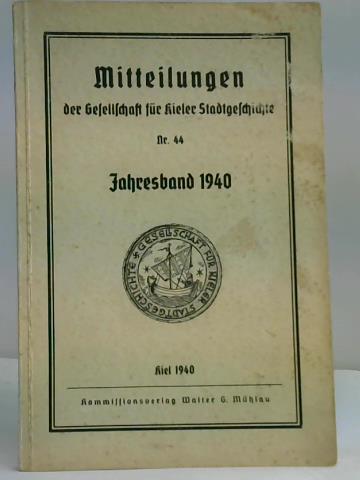 Mitteilungen
der Gesellschaft für Kieler Stadtgeschichte
Nr. 44
Jahresband 1940
GESELLSCHAFT FÜR KIELER STADTGESCHICHTE
Kiel 1940
Kommissionsverlag Walter G. Mühlau